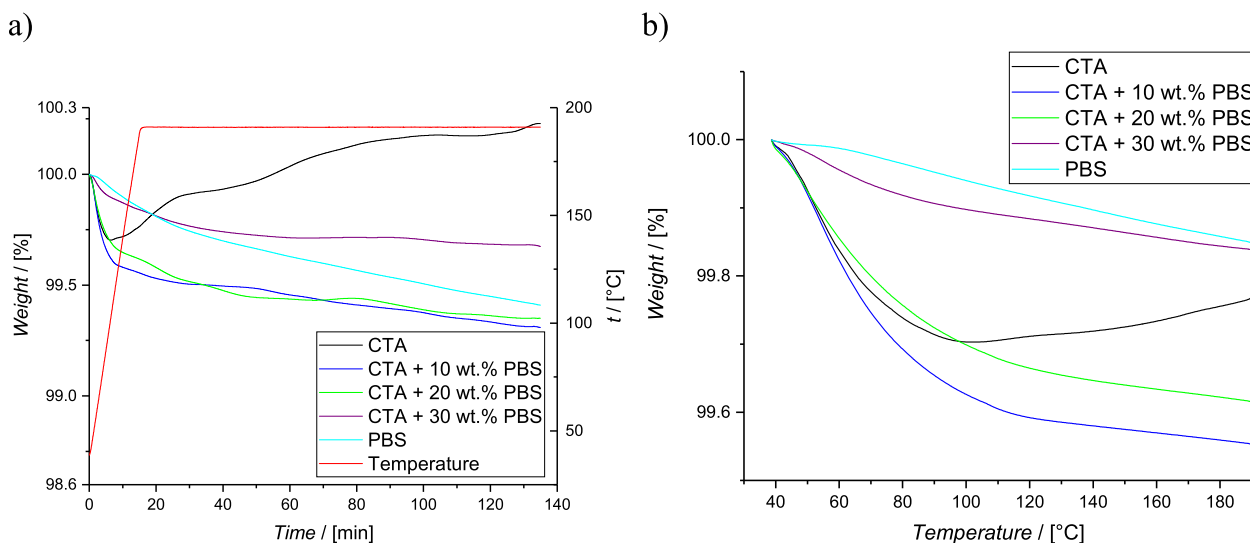 a)
100.3
100.0
99.5
99.0
98.6
Weight / [%]
0 20 40 60 80 100 120 140
Time / [min]
200
150
100
50
t / [°C]
CTA
CTA + 10 wt.% PBS
CTA + 20 wt.% PBS
CTA + 30 wt.% PBS
PBS
Temperature
b)
100.0
99.8
99.6
Weight / [%]
40 60 80 100 120 140 160 180
Temperature / [°C]
CTA
CTA + 10 wt.% PBS
CTA + 20 wt.% PBS
CTA + 30 wt.% PBS
PBS